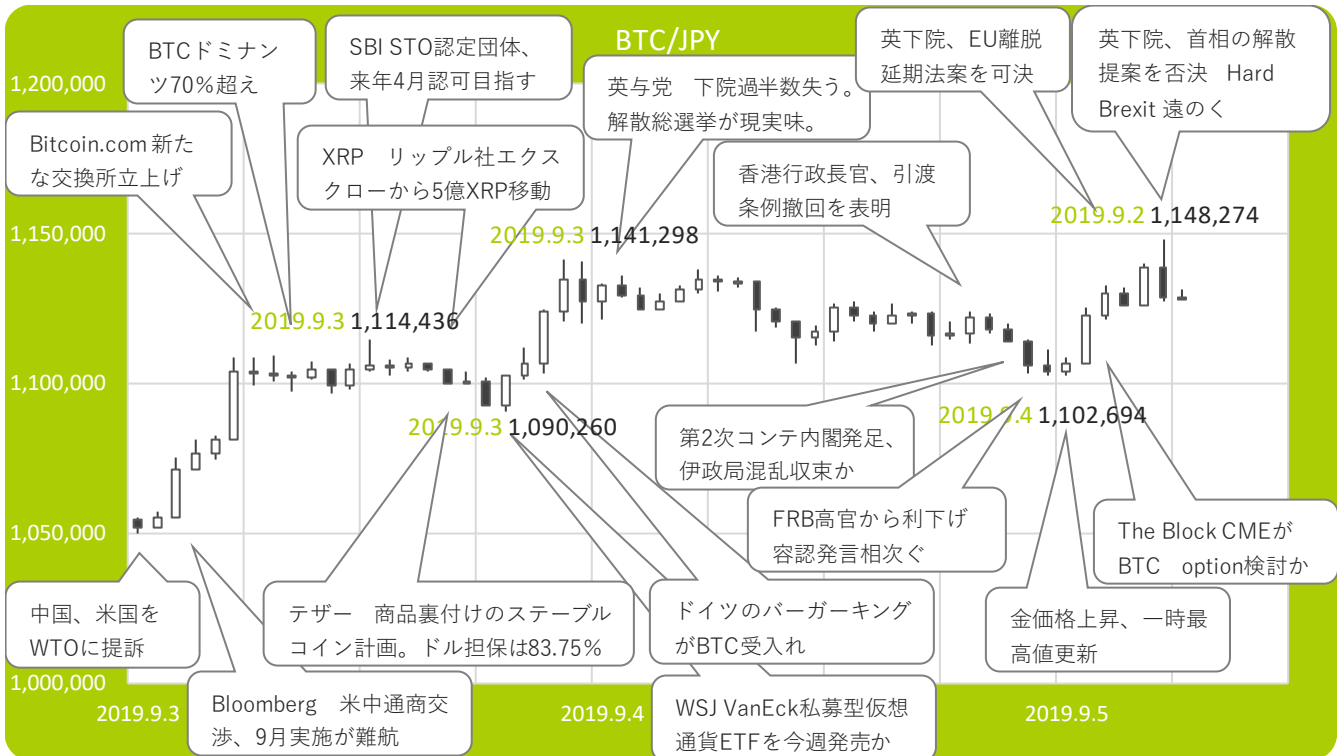 BTC/JPY
BTCドミナン
ツ70%超え
SBI STO認定団体、
来年4月認可目指す
英下院、EU離脱
延期法案を可決
英下院、首相の解散
提案を否決 Hard
Brexit 遠のく
1,200,000
英与党 下院過半数失う。
解散総選挙が現実味。
Bitcoin.com 新た
な交換所立上げ
XRP リップル社エクス
クローから5億XRP移動
香港行政長官、引渡
条例撤回を表明
1,150,000
2019.9.3 1,141,298
2019.9.2 1,148,274
2019.9.3 1,114,436
1,100,000
2019.9.3 1,090,260
2019.9.4 1,102,694
第2次コンテ内閣発足、
伊政局混乱収束か
FRB高官から利下げ
容認発言相次ぐ
The Block CMEが
BTC option検討か
1,050,000
中国、米国を
WTOに提訴
テザー 商品裏付けのステーブル
コイン計画。ドル担保は83.75%
ドイツのバーガーキング
がBTC受入れ
金価格上昇、一時最
高値更新
1,000,000
Bloomberg 米中通商交
渉、9月実施が難航
WSJ VanEck私募型仮想
通貨ETFを今週発売か
2019.9.3
2019.9.4
2019.9.5